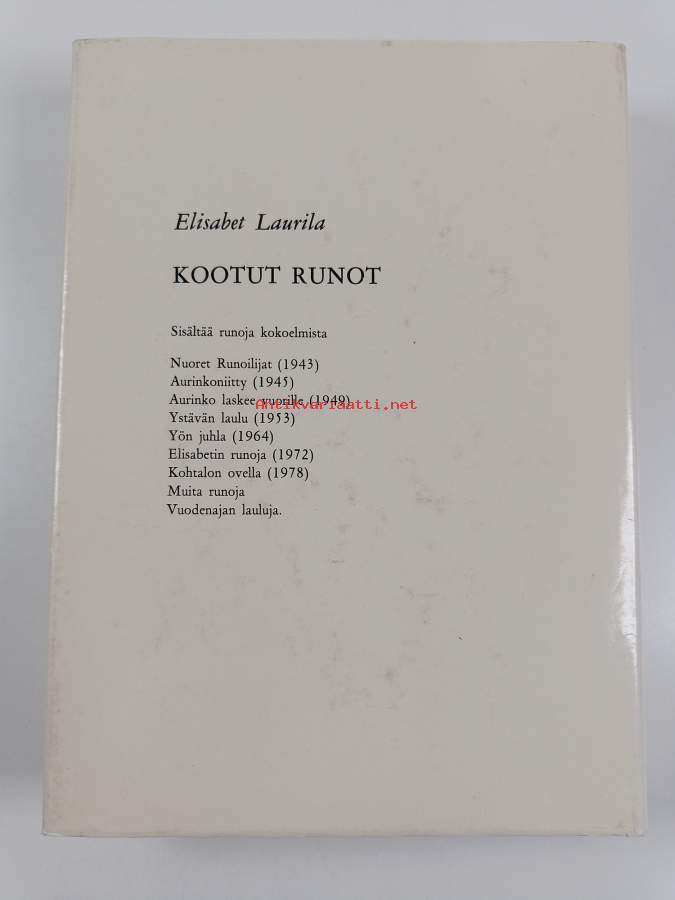 Elisabet Laurila
KOOTUT RUNOT
Sisältää runoja kokoelmista
Nuoret Runoilijat (1943)
Aurinkoniitty (1945)
Aurinko laskee vuorille (1949)
Antikvariaatti.net
Ystävän laulu (1953)
Yön juhla (1964)
Elisabetin runoja (1972)
Kohtalon ovella (1978)
Muita runoja
Vuodenajan lauluja.